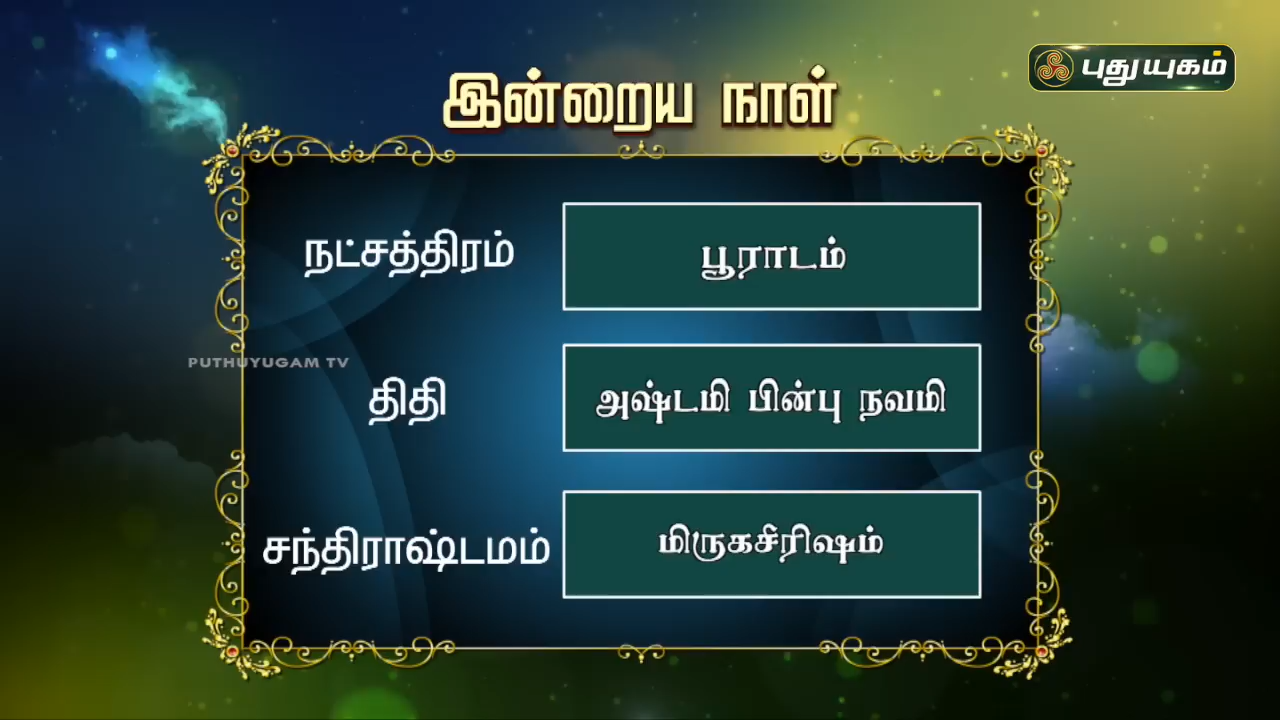 புதுயுகம்
இன்றைய நாள்
நட்சத்திரம்
பூராடம்
PUTHUYUGAM TV
திதி
அஷ்டமி பின்பு நவமி
சந்திராஷ்டமம்
மிருகசீரிஷம்